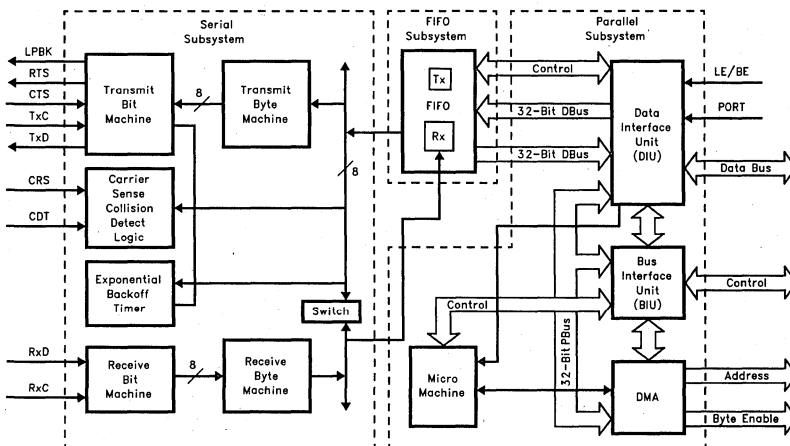 Serial
Subsystem
FIFO
Subsystem
Parallel
Subsystem
LPBK
RTS
CTS
TxC
TxD
Transmit
Bit
Machine
8
Transmit
Byte
Machine
Tx
FIFO
Rx
Control
32-Bit DBus
32-Bit DBus
Data
Interface
Unit
(DIU)
LE/BE
PORT
Data Bus
8
CRS
CDT
Carrier
Sense
Collision
Detect
Logic
Exponential
Backoff
Timer
Switch
Control
32-Bit PBus
Bus
Interface
Unit
(BIU)
Control
RxD
RxC
Receive
Bit
Machine
8
Receive
Byte
Machine
Micro
Machine
DMA
Address
Byte Enable